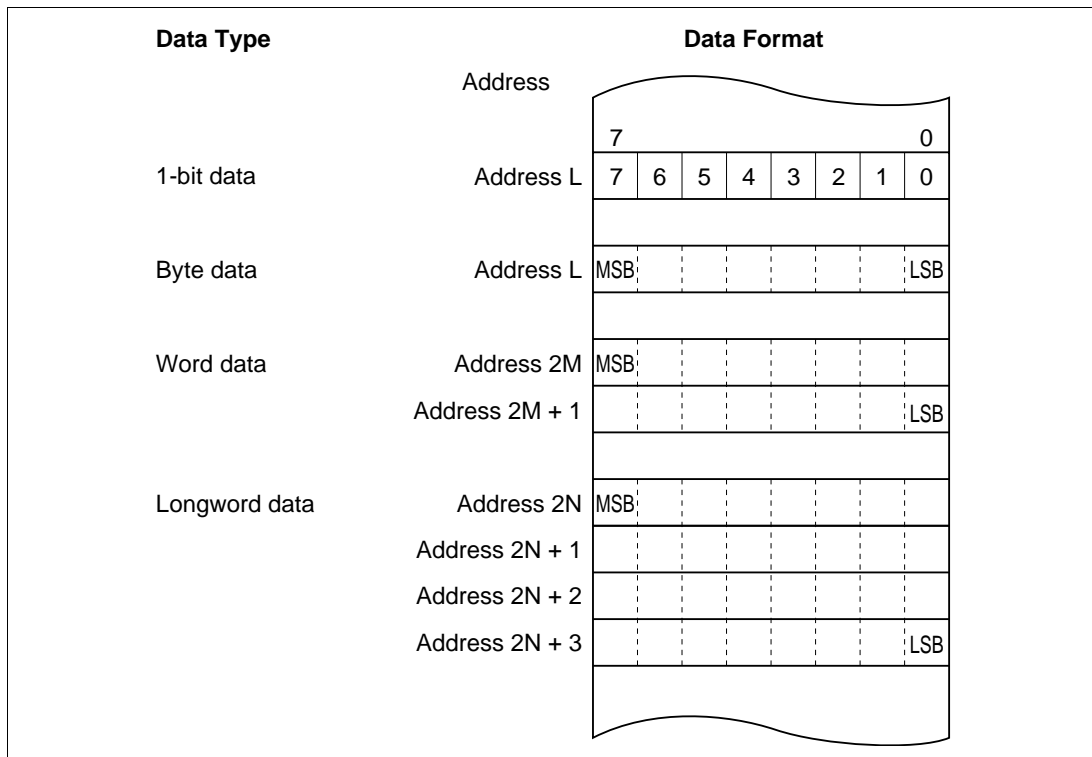 Data Type Data Format
Address
7 0
1-bit data Address L 7 6 5 4 3 2 1 0
Byte data Address L MSB LSB
Word data Address 2M MSB
Address 2M + 1 LSB
Longword data Address 2N MSB
Address 2N + 1
Address 2N + 2
Address 2N + 3 LSB